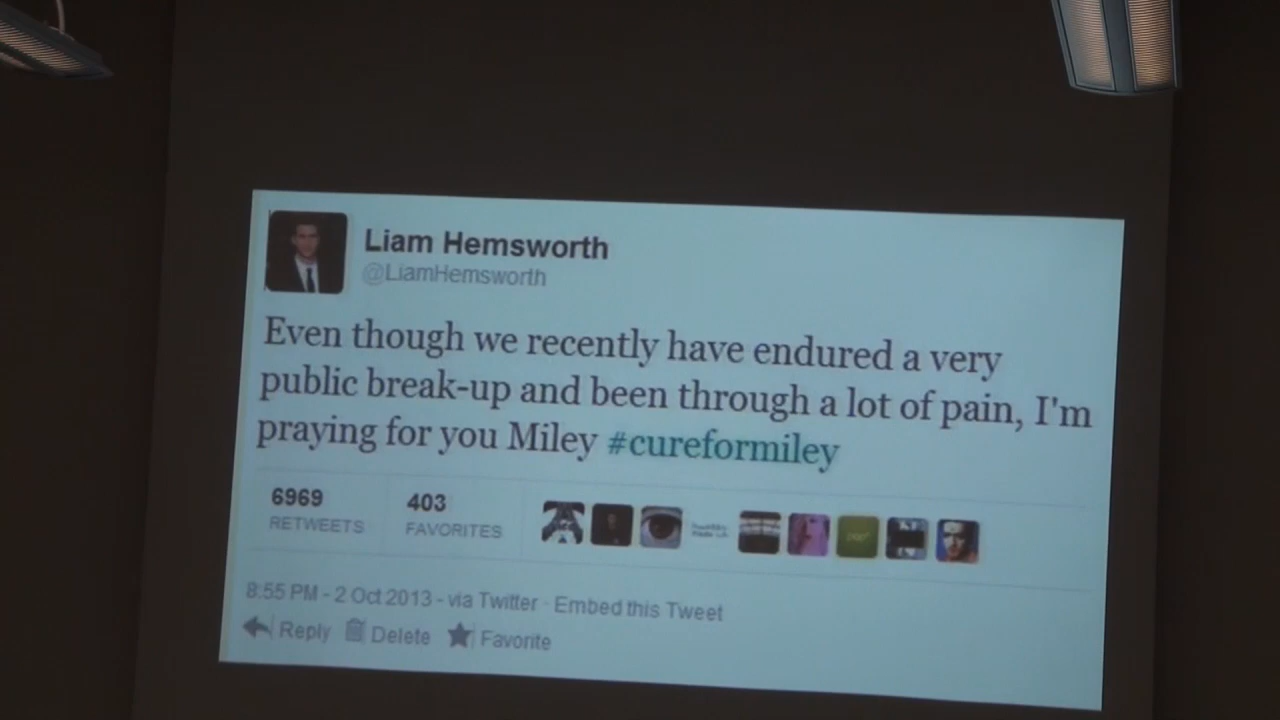 Liam Hemsworth
@LiamHemsworth
Even though we recently have endured a very
public break-up and been through a lot of pain, I'm
praying for you Miley #cureformiley
6969 403
RETWEETS FAVORITES
8:55 PM - 2 Oct 2013 - via Twitter · Embed this Tweet
Reply Delete Favorite